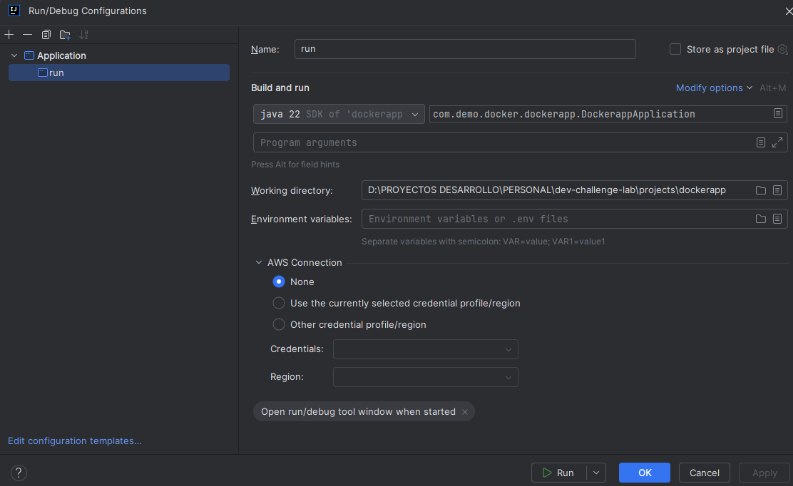 Run/Debug Configurations
Application
run
Edit configuration templates...
Name: run
Store as project file
Build and run
Modify options Alt+M
java 22 SDK of 'dockerapp com.demo.docker.dockerapp.DockerappApplication
Program arguments
Press Alt for field hints
Working directory: D:\PROYECTOS DESARROLLO\PERSONAL\dev-challenge-lab\projects\dockerapp
Environment variables: Environment variables or .env files
Separate variables with semicolon: VAR=value; VAR1=value1
AWS Connection
None
Use the currently selected credential profile/region
Other credential profile/region
Credentials:
Region:
Open run/debug tool window when started
? Run OK Cancel Apply